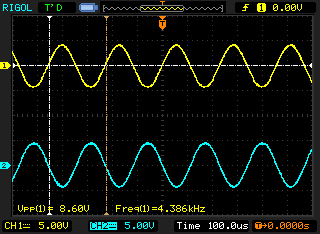 RIGOL T'D T f 1 0.00V
T
1
2
Vpp(1)= 8.60V Freq(1)=4.386kHz
CH1 5.00V CH2 5.00V Time 100.0us T→0.0000s